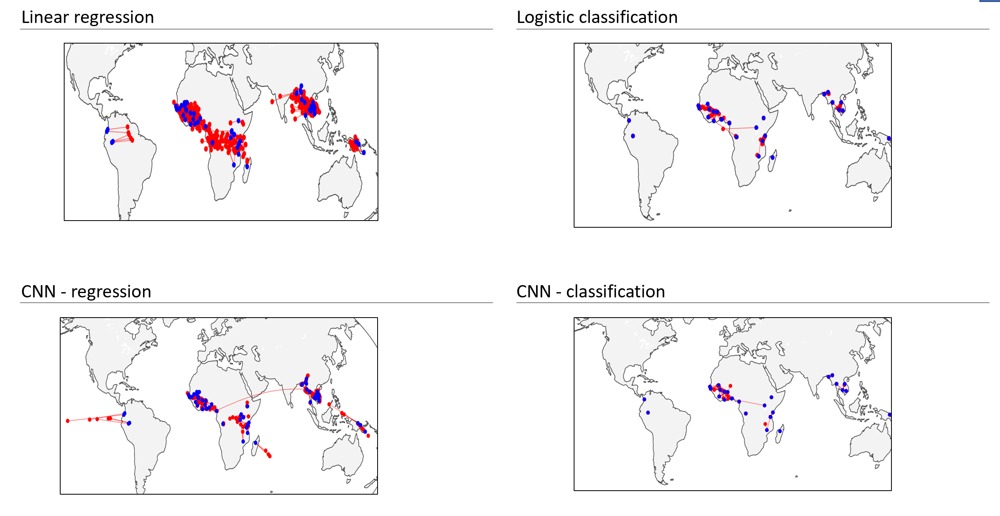 Linear regression
Logistic classification
CNN - regression
CNN - classification